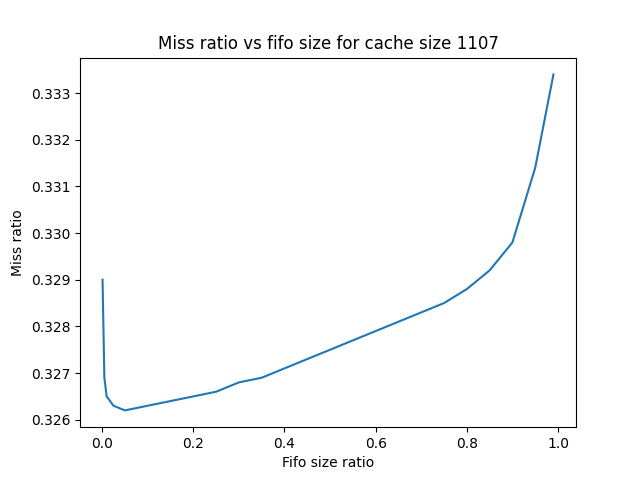 Miss ratio vs fifo size for cache size 1107
0.333
0.332
0.331
0.330
0.329
0.328
0.327
0.326
Miss ratio
0.0 0.2 0.4 0.6 0.8 1.0
Fifo size ratio